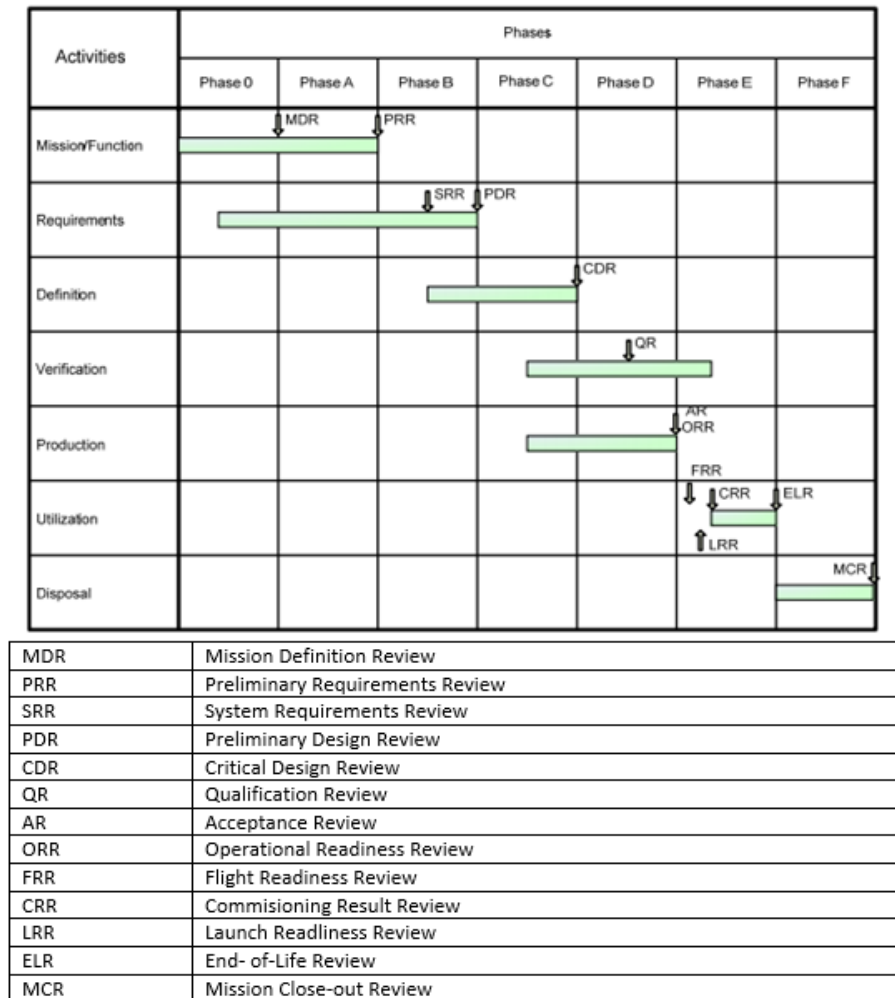 Activities
Phases
Phase 0 Phase A Phase B Phase C Phase D Phase E Phase F
Mission/Function
MDR PRR
Requirements
SRR PDR
Definition
CDR
Verification
QR
Production
AR
ORR
Utilization
FRR
CRR ELR
LRR
Disposal
MCR
MDR Mission Definition Review
PRR Preliminary Requirements Review
SRR System Requirements Review
PDR Preliminary Design Review
CDR Critical Design Review
QR Qualification Review
AR Acceptance Review
ORR Operational Readiness Review
FRR Flight Readiness Review
CRR Commisioning Result Review
LRR Launch Readliness Review
ELR End- of-Life Review
MCR Mission Close-out Review